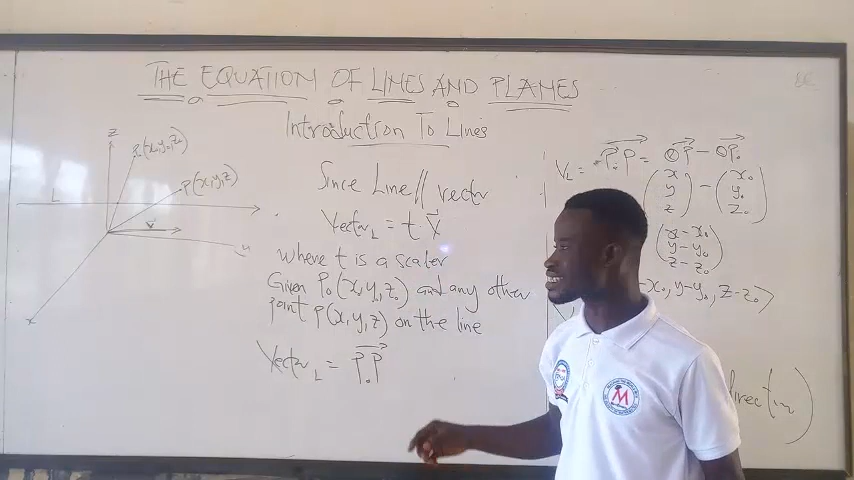 THE EQUATION OF LINES AND PLANES
Introduction To Lines
z
P₀(x₀,y₀,z₀)
P(x,y,z)
L
v
y
x
Since Line // vector
Vector_L = t v⃗
where t is a scaler
Given P₀(x₀,y₀,z₀) and any other
point P(x,y,z) on the line
Vector_L = P₀P
V_L = P₀P = OP - OP₀
(x y z) - (x₀ y₀ z₀)
(x-x₀ y-y₀ z-z₀)
x₀, y-y₀, z-z₀>
M